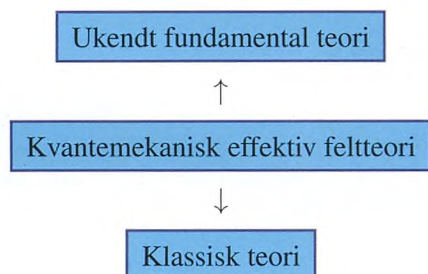 Ukendt fundamental teori
↑
Kvantemekanisk effektiv feltteori
↓
Klassisk teori